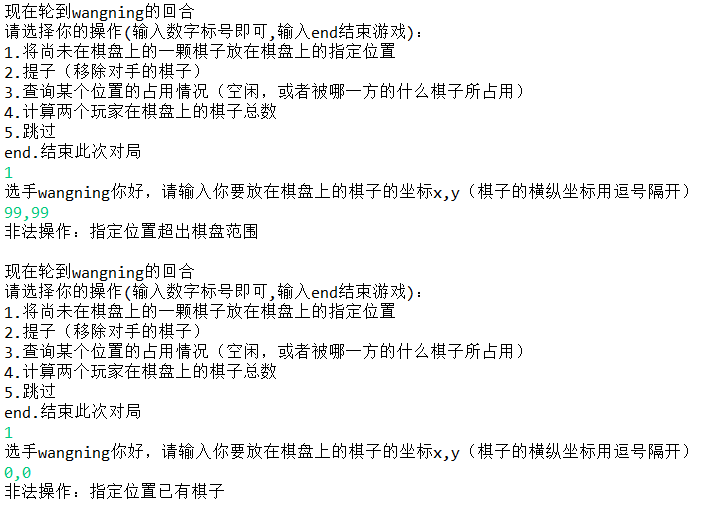 现在轮到wangning的回合
请选择你的操作(输入数字标号即可,输入end结束游戏)：
1.将尚未在棋盘上的一颗棋子放在棋盘上的指定位置
2.提子（移除对手的棋子）
3.查询某个位置的占用情况（空闲，或者被哪一方的什么棋子所占用）
4.计算两个玩家在棋盘上的棋子总数
5.跳过
end.结束此次对局
1
选手wangning你好，请输入你要放在棋盘上的棋子的坐标x,y（棋子的横纵坐标用逗号隔开）
99,99
非法操作：指定位置超出棋盘范围
现在轮到wangning的回合
请选择你的操作(输入数字标号即可,输入end结束游戏)：
1.将尚未在棋盘上的一颗棋子放在棋盘上的指定位置
2.提子（移除对手的棋子）
3.查询某个位置的占用情况（空闲，或者被哪一方的什么棋子所占用）
4.计算两个玩家在棋盘上的棋子总数
5.跳过
end.结束此次对局
1
选手wangning你好，请输入你要放在棋盘上的棋子的坐标x,y（棋子的横纵坐标用逗号隔开）
0,0
非法操作：指定位置已有棋子